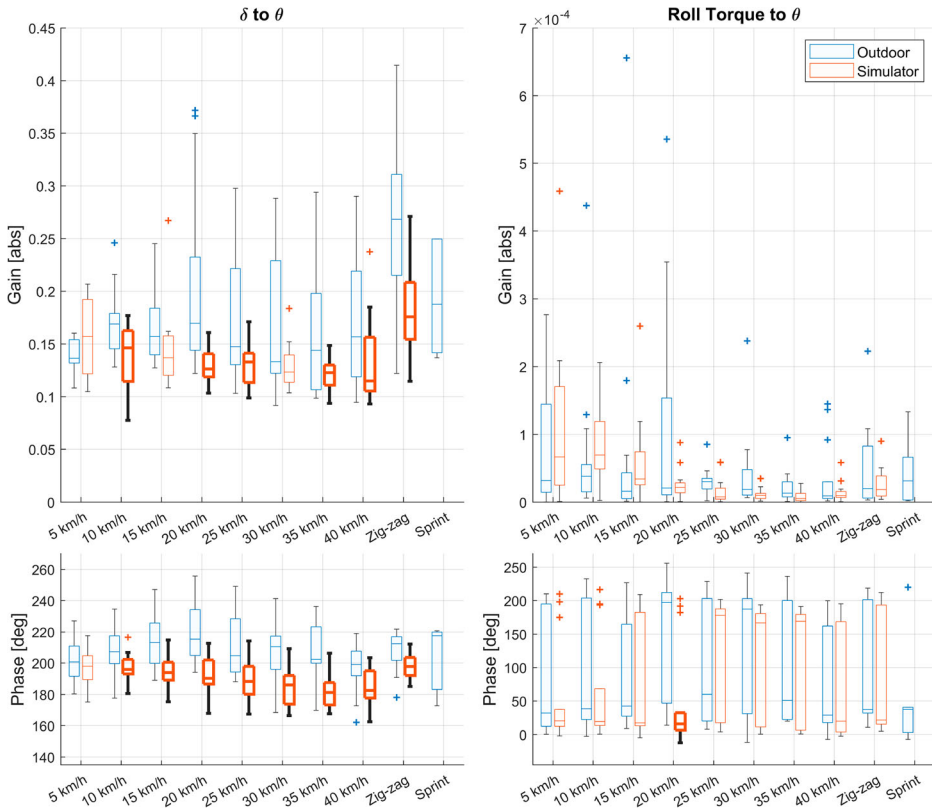 δ to θ
Gain [abs]
0.5
0.45
0.4
0.35
0.3
0.25
0.2
0.15
0.1
0.05
0
5 km/h
10 km/h
15 km/h
20 km/h
25 km/h
30 km/h
35 km/h
40 km/h
Zig-zag
Sprint
Roll Torque to θ
×10⁻⁴
Gain [abs]
7
6
5
4
3
2
1
0
Outdoor
Simulator
5 km/h
10 km/h
15 km/h
20 km/h
25 km/h
30 km/h
35 km/h
40 km/h
Zig-zag
Sprint
Phase [deg]
260
240
220
200
180
160
140
5 km/h
10 km/h
15 km/h
20 km/h
25 km/h
30 km/h
35 km/h
40 km/h
Zig-zag
Sprint
Phase [deg]
250
200
150
100
50
0
5 km/h
10 km/h
15 km/h
20 km/h
25 km/h
30 km/h
35 km/h
40 km/h
Zig-zag
Sprint